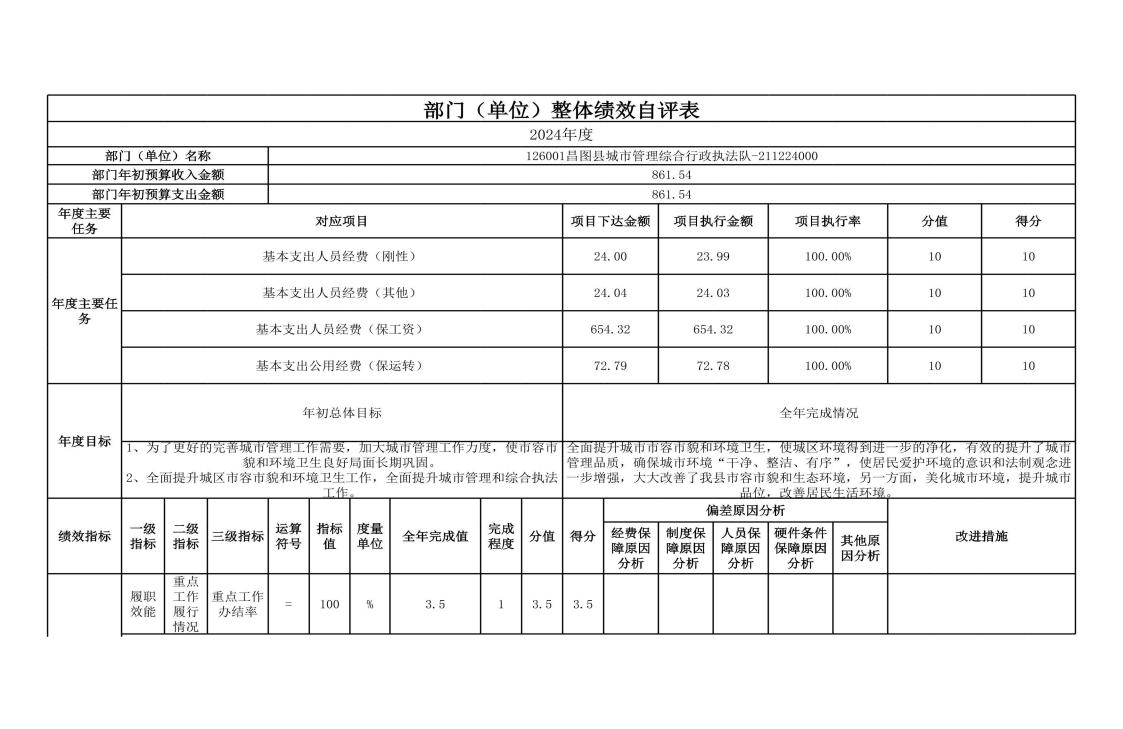 部门（单位）整体绩效自评表
2024年度
部门（单位）名称 126001昌图县城市管理综合行政执法队-211224000
部门年初预算收入金额 861.54
部门年初预算支出金额 861.54
年度主要任务 对应项目 项目下达金额 项目执行金额 项目执行率 分值 得分
年度主要任务
基本支出人员经费（刚性） 24.00 23.99 100.00% 10 10
基本支出人员经费（其他） 24.04 24.03 100.00% 10 10
基本支出人员经费（保工资） 654.32 654.32 100.00% 10 10
基本支出公用经费（保运转） 72.79 72.78 100.00% 10 10
年度目标
年初总体目标 全年完成情况
1、为了更好的完善城市管理工作需要，加大城市管理工作力度，使市容市
貌和环境卫生良好局面长期巩固。
2、全面提升城区市容市貌和环境卫生工作，全面提升城市管理和综合执法
工作。
全面提升城市市容市貌和环境卫生，使城区环境得到进一步的净化，有效的提升了城市
管理品质，确保城市环境“干净、整洁、有序”，使居民爱护环境的意识和法制观念进
一步增强，大大改善了我县市容市貌和生态环境，另一方面，美化城市环境，提升城市
品位，改善居民生活环境。
绩效指标 一级指标 二级指标 三级指标 运算符号 指标值 度量单位 全年完成值 完成程度 分值 得分 偏差原因分析 改进措施
经费保障原因分析 制度保障原因分析 人员保障原因分析 硬件条件保障原因分析 其他原因分析
履职效能 重点工作履行情况 重点工作办结率 = 100 % 3.5 1 3.5 3.5